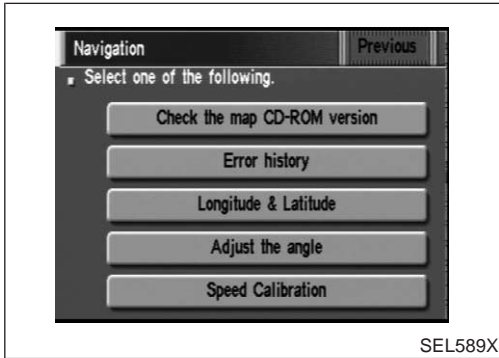 Navigation
Previous
Select one of the following.
Check the map CD-ROM version
Error history
Longitude & Latitude
Adjust the angle
Speed Calibration
SEL589X